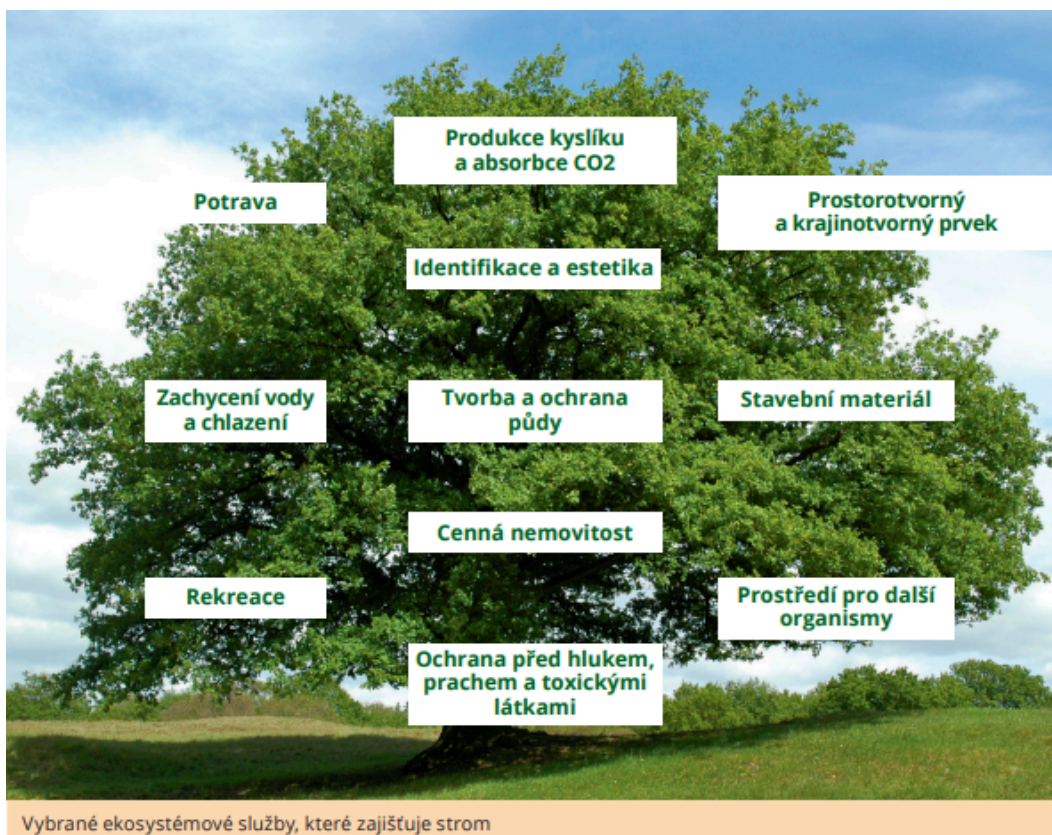 Produkce kyslíku
a absorbce CO2
Potrava
Prostorotvorný
a krajinotvorný prvek
Identifikace a estetika
Zachycení vody
a chlazení
Tvorba a ochrana
půdy
Stavební materiál
Cenná nemovitost
Rekreace
Prostředí pro další
organismy
Ochrana před hlukem,
prachem a toxickými
látkami
Vybrané ekosystémové služby, které zajišťuje strom